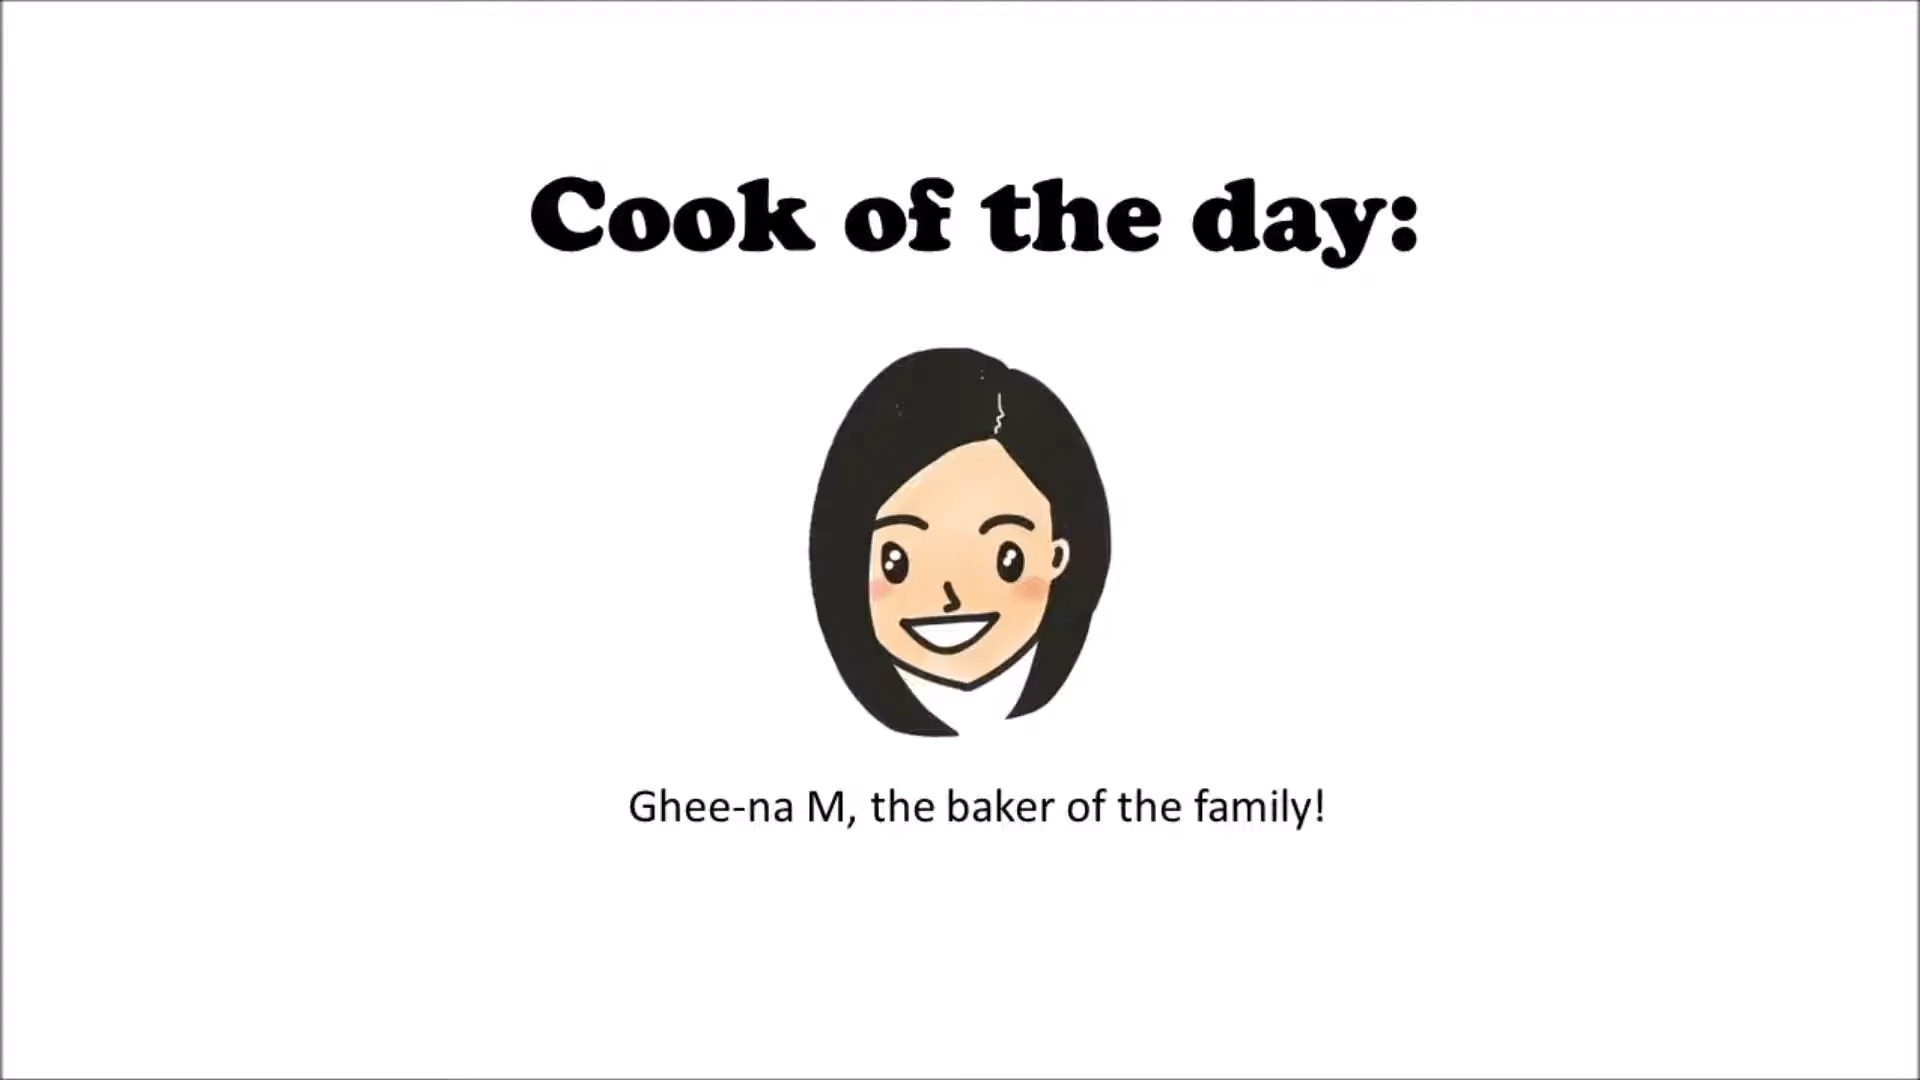 Cook of the day:
Ghee-na M, the baker of the family!